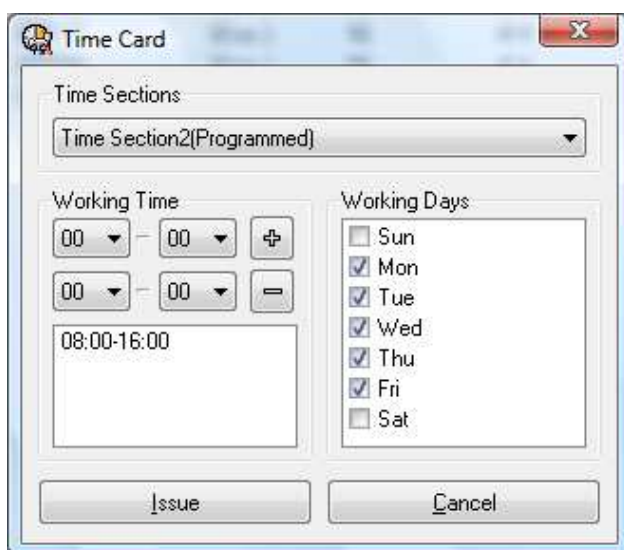 Time Card
Time Sections
Time Section2(Programmed)
Working Time
00 - 00
00 - 00
08:00-16:00
Working Days
Sun
Mon
Tue
Wed
Thu
Fri
Sat
Issue
Cancel